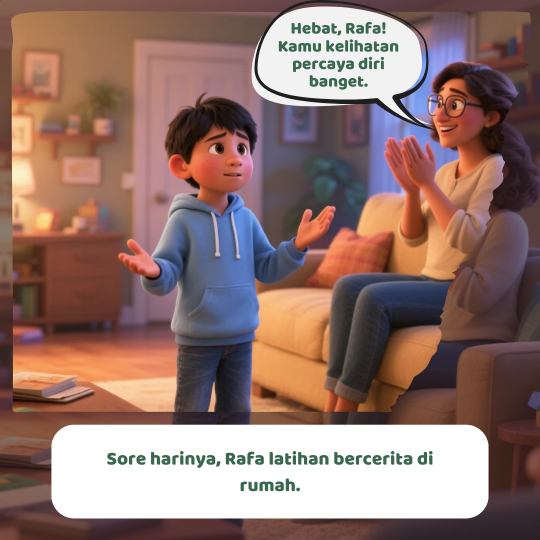 Hebat, Rafa!
Kamu kelihatan
percaya diri
banget.
Sore harinya, Rafa latihan bercerita di
rumah.